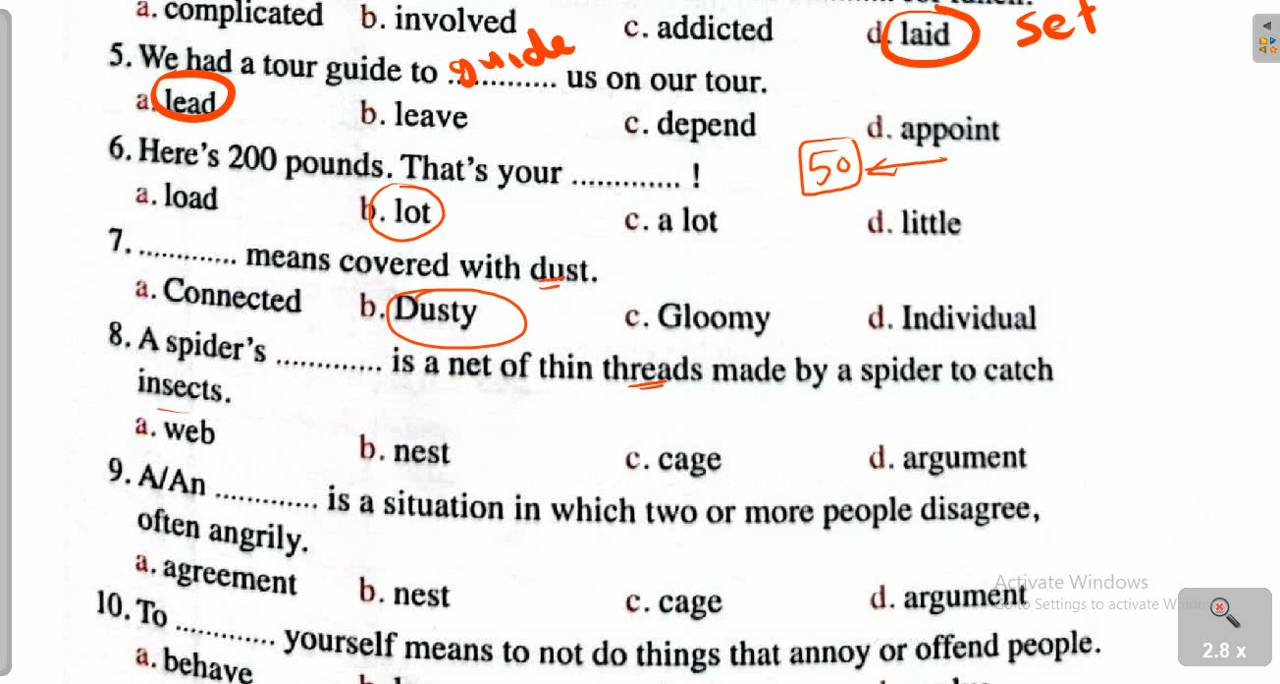 a. complicated b. involved c. addicted d. laid set
5. We had a tour guide to guide ............ us on our tour.
a. lead b. leave c. depend d. appoint
6. Here's 200 pounds. That's your ............. ! 50
a. load b. lot c. a lot d. little
7. ............. means covered with dust.
a. Connected b. Dusty c. Gloomy d. Individual
8. A spider's ............. is a net of thin threads made by a spider to catch
insects.
a. web b. nest c. cage d. argument
9. A/An ............. is a situation in which two or more people disagree,
often angrily.
a. agreement b. nest c. cage d. argument
Activate Windows
Go to Settings to activate Windows
10. To ............. yourself means to not do things that annoy or offend people.
a. behave
2.8 x